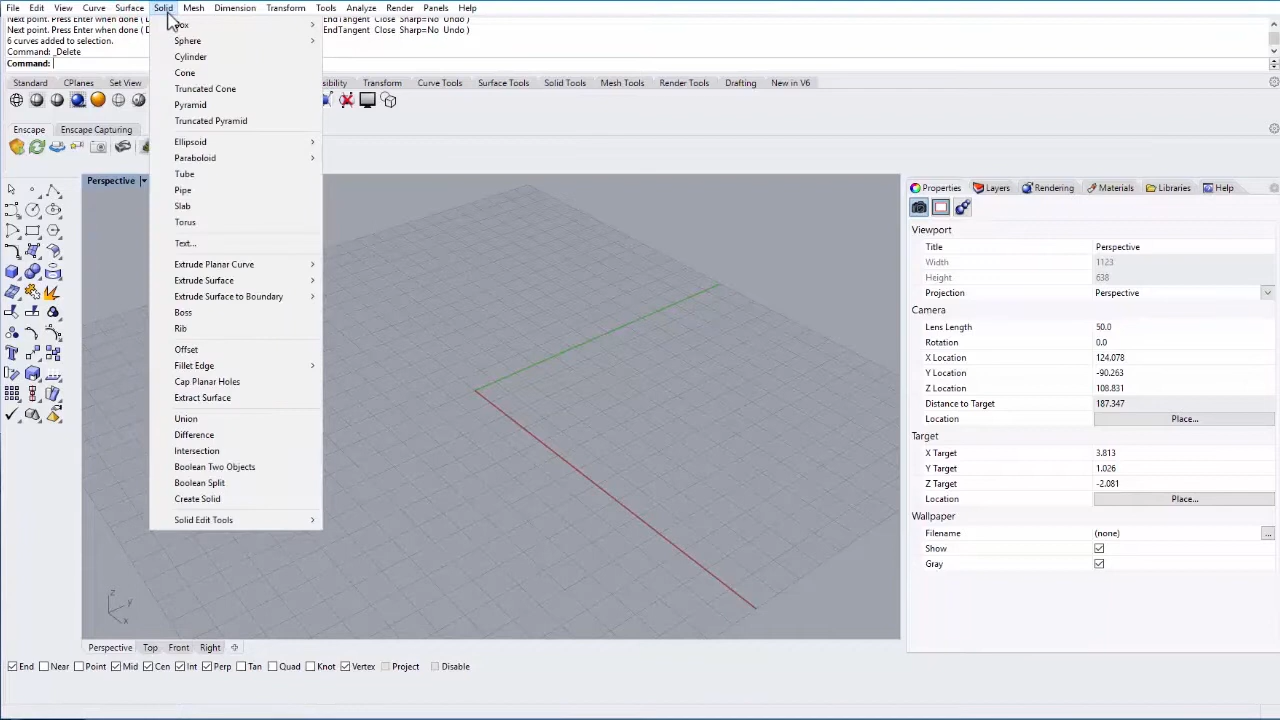 File Edit View Curve Surface Solid Mesh Dimension Transform Tools Analyze Render Panels Help
Next point. Press Enter when done ( D EndTangent Close Sharp=No Undo )
Next point. Press Enter when done ( D EndTangent Close Sharp=No Undo )
6 curves added to selection.
Command: _Delete
Command:
Standard CPlanes Set View sibility Transform Curve Tools Surface Tools Solid Tools Mesh Tools Render Tools Drafting New in V6
Enscape Enscape Capturing
Perspective
Box
Sphere
Cylinder
Cone
Truncated Cone
Pyramid
Truncated Pyramid
Ellipsoid
Paraboloid
Tube
Pipe
Slab
Torus
Text...
Extrude Planar Curve
Extrude Surface
Extrude Surface to Boundary
Boss
Rib
Offset
Fillet Edge
Cap Planar Holes
Extract Surface
Union
Difference
Intersection
Boolean Two Objects
Boolean Split
Create Solid
Solid Edit Tools
z
y
x
Properties Layers Rendering Materials Libraries Help
Viewport
Title Perspective
Width 1123
Height 638
Projection Perspective
Camera
Lens Length 50.0
Rotation 0.0
X Location 124.078
Y Location -90.263
Z Location 108.831
Distance to Target 187.347
Location Place...
Target
X Target 3.813
Y Target 1.026
Z Target -2.081
Location Place...
Wallpaper
Filename (none) ...
Show
Gray
Perspective Top Front Right
End Near Point Mid Cen Int Perp Tan Quad Knot Vertex Project Disable